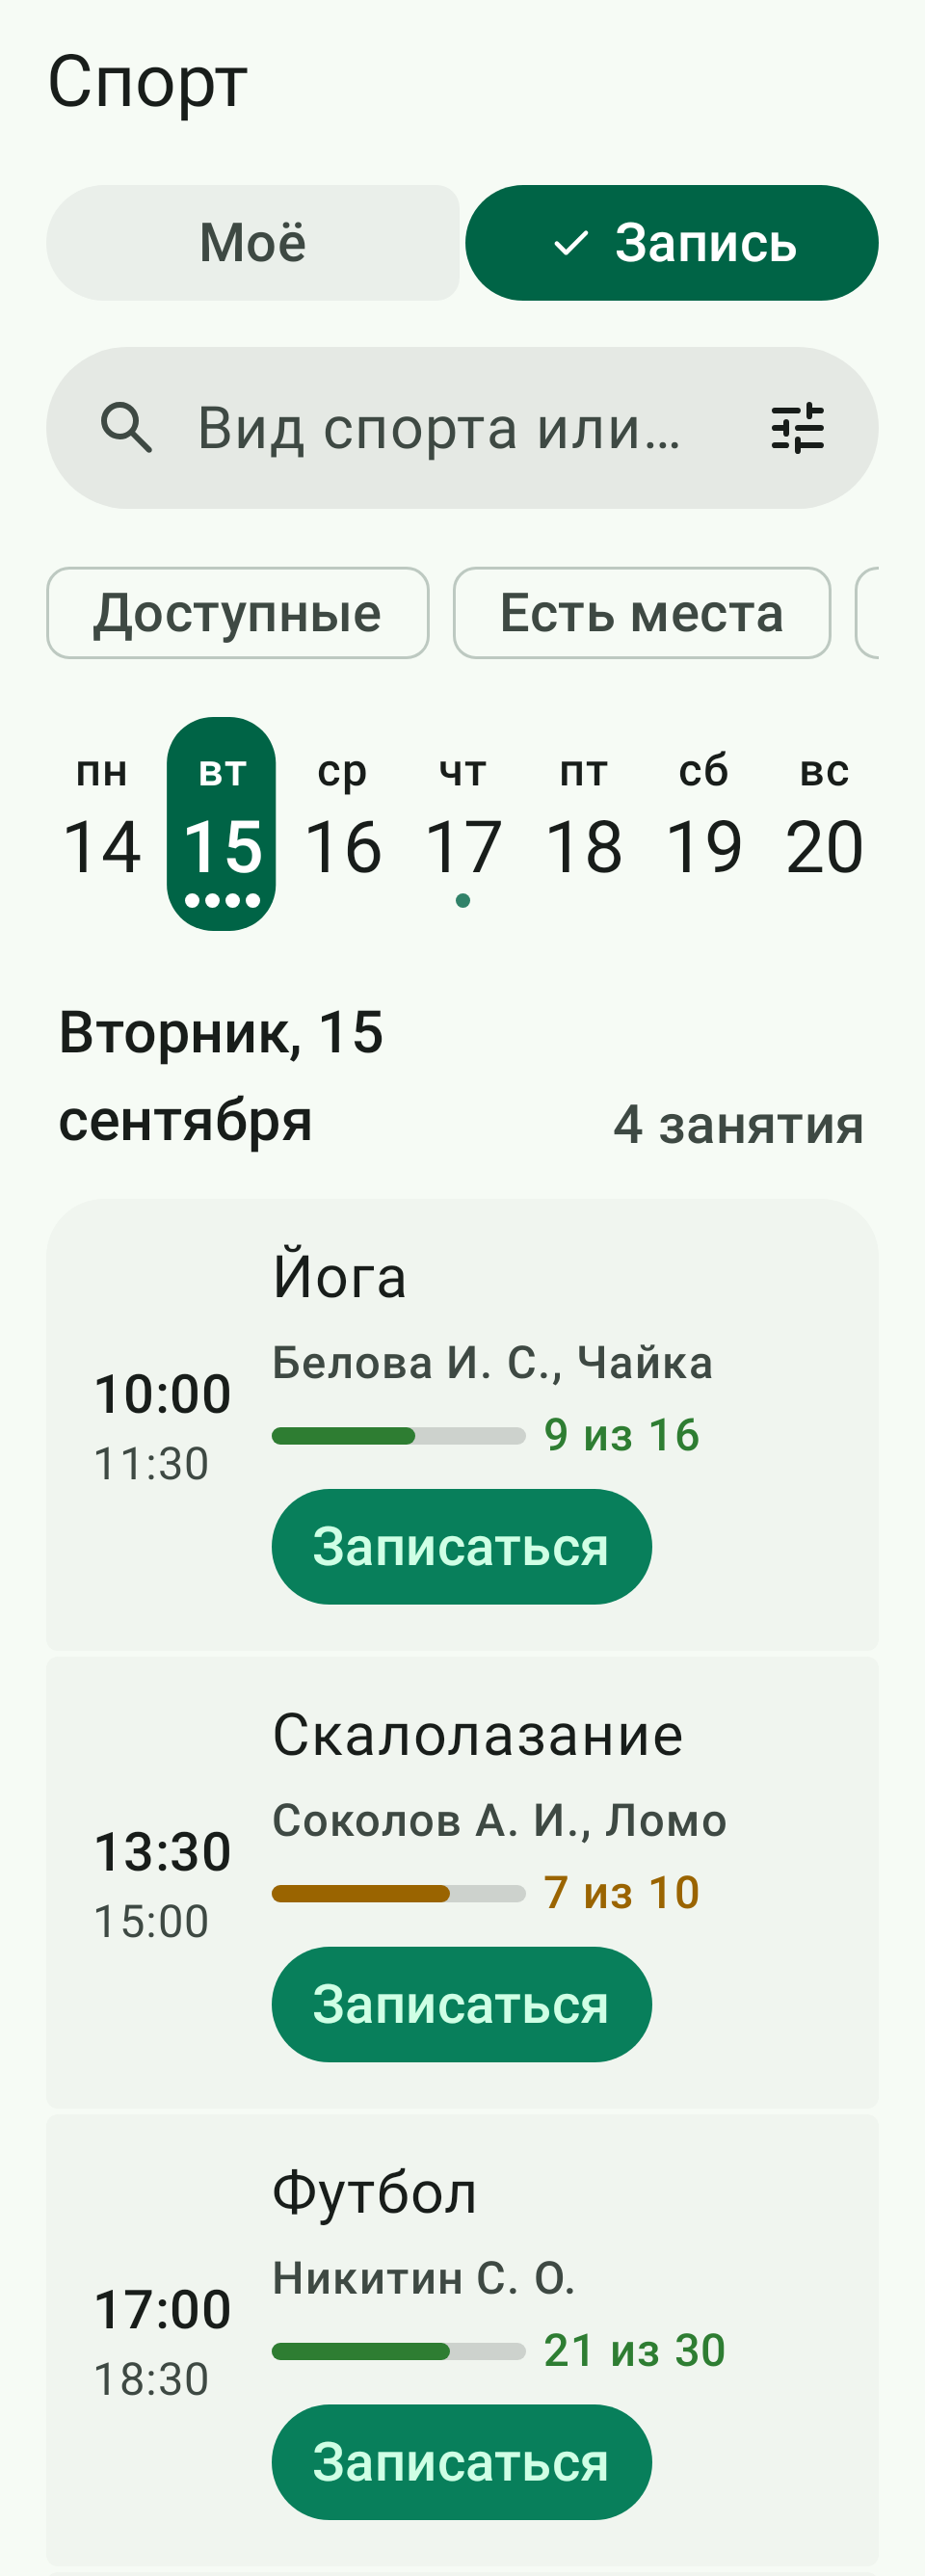 Спорт
Моё
Запись
Вид спорта или…
Доступные
Есть места
пн вт ср чт пт сб вс
14 15 16 17 18 19 20
Вторник, 15
сентября
4 занятия
Йога
Белова И. С., Чайка
10:00
9 из 16
11:30
Записаться
Скалолазание
Соколов А. И., Ломо
13:30
7 из 10
15:00
Записаться
Футбол
Никитин С. О.
17:00
21 из 30
18:30
Записаться